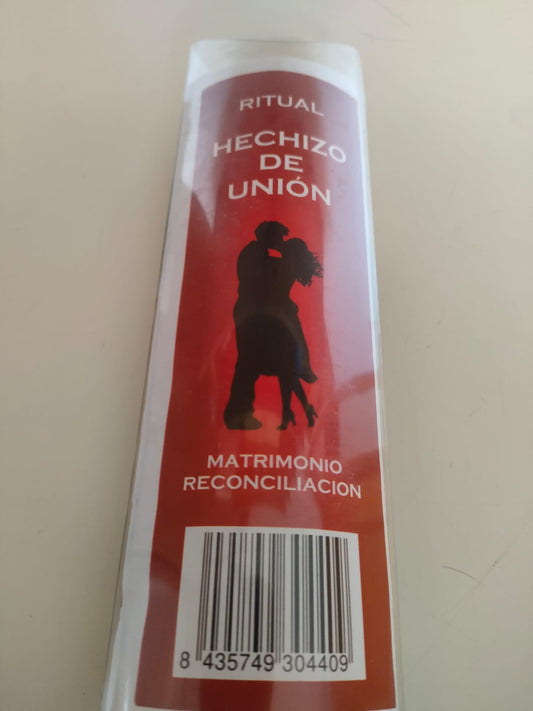 RITUAL
HECHIZO
DE
UNIÓN
MATRIMONIO
RECONCILIACION
8 435749 304409